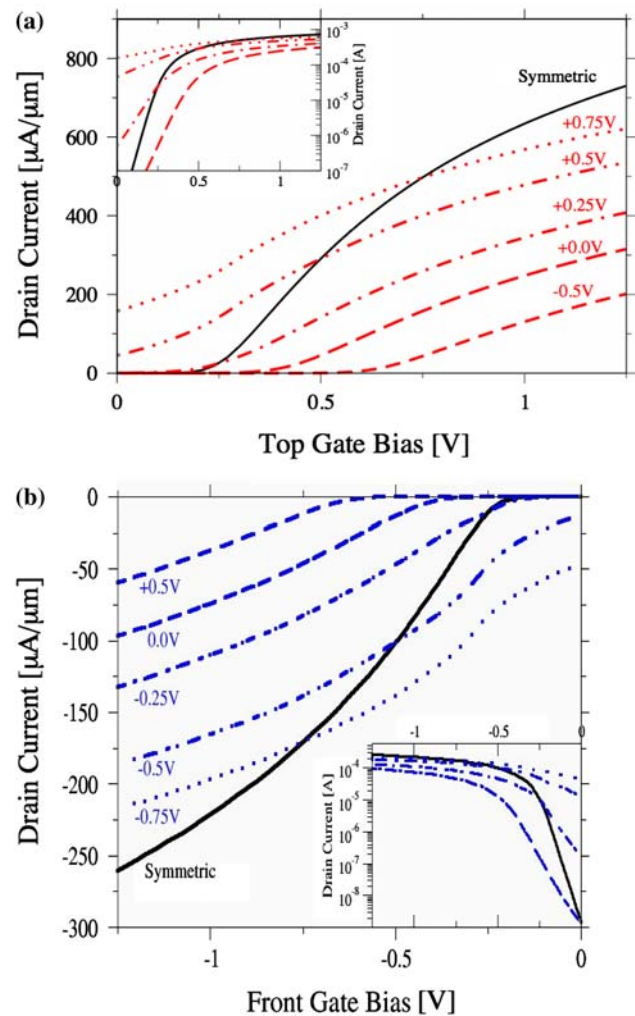 (a)
Drain Current [µA/µm]
800
600
400
200
0
10⁻³
10⁻⁴
10⁻⁵
10⁻⁶
10⁻⁷
Drain Current [A]
0
0.5
1
Symmetric
+0.75V
+0.5V
+0.25V
+0.0V
-0.5V
0
0.5
1
Top Gate Bias [V]
(b)
Drain Current [µA/µm]
0
-50
-100
-150
-200
-250
-300
+0.5V
0.0V
-0.25V
-0.5V
-0.75V
Symmetric
-1
-0.5
0
Drain Current [A]
10⁻⁴
10⁻⁵
10⁻⁶
10⁻⁷
10⁻⁸
-1
-0.5
0
Front Gate Bias [V]